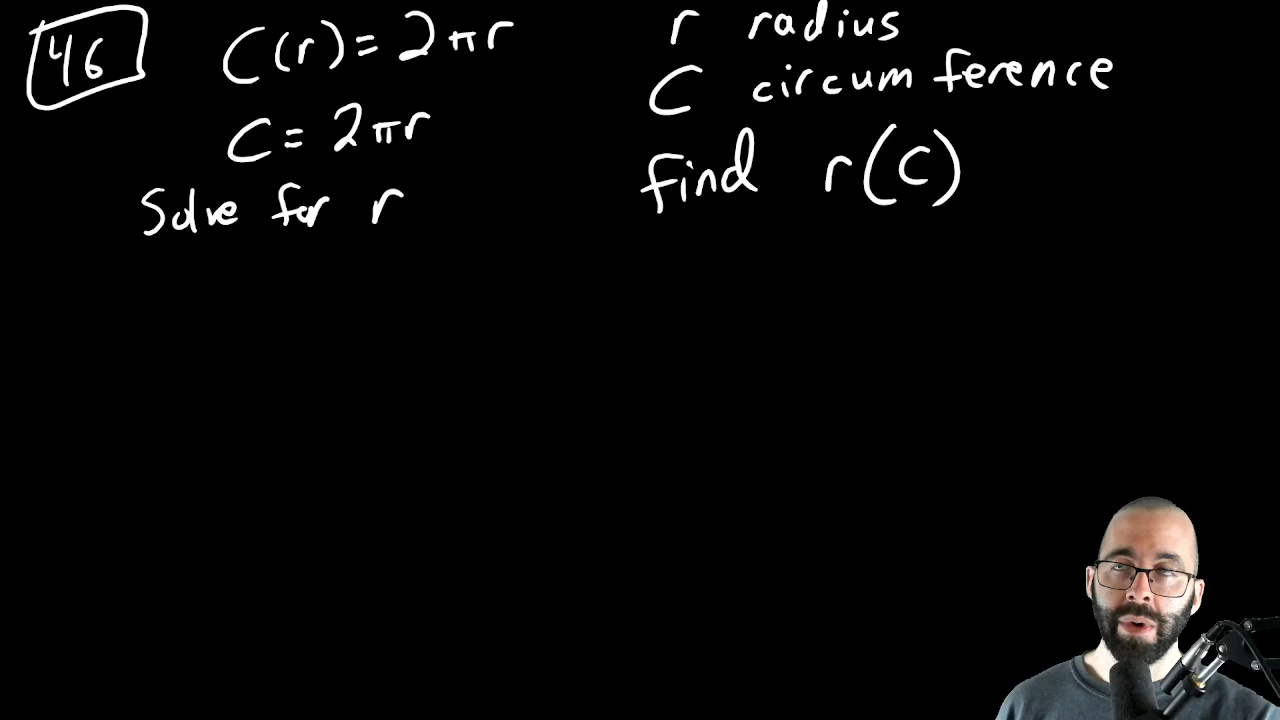 46
C(r) = 2πr
C = 2πr
Solve for r
r radius
C circumference
find r(C)